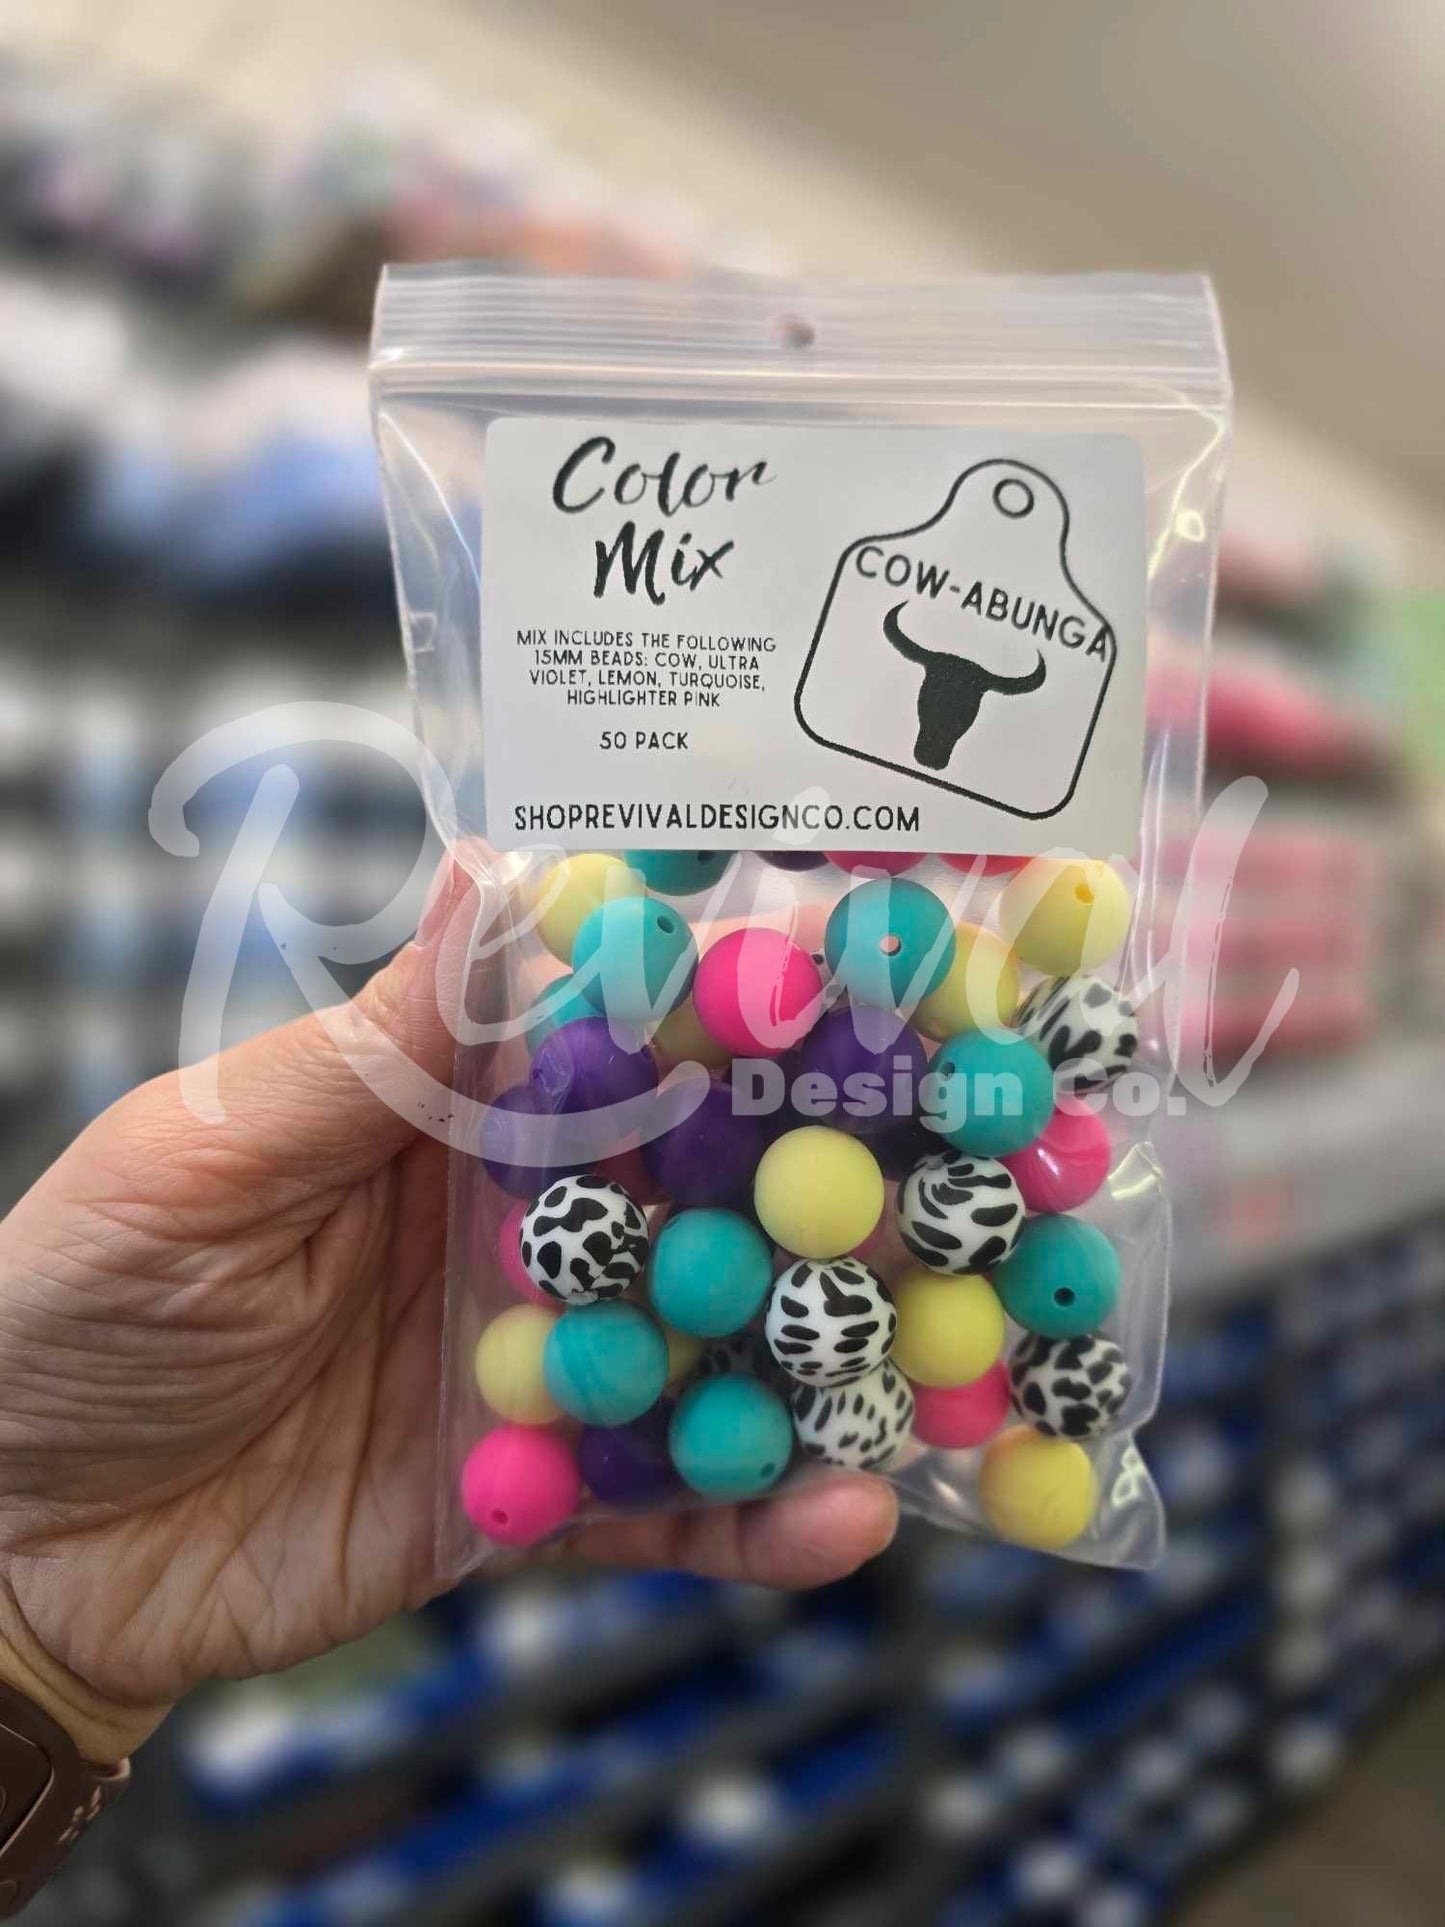 Color
Mix
MIX INCLUDES THE FOLLOWING
15MM BEADS: COW, ULTRA
VIOLET, LEMON, TURQUOISE,
HIGHLIGHTER PINK
50 PACK
COW-ABUNGA
SHOPREVIVALDESIGNCO.COM
Revival
Design Co.